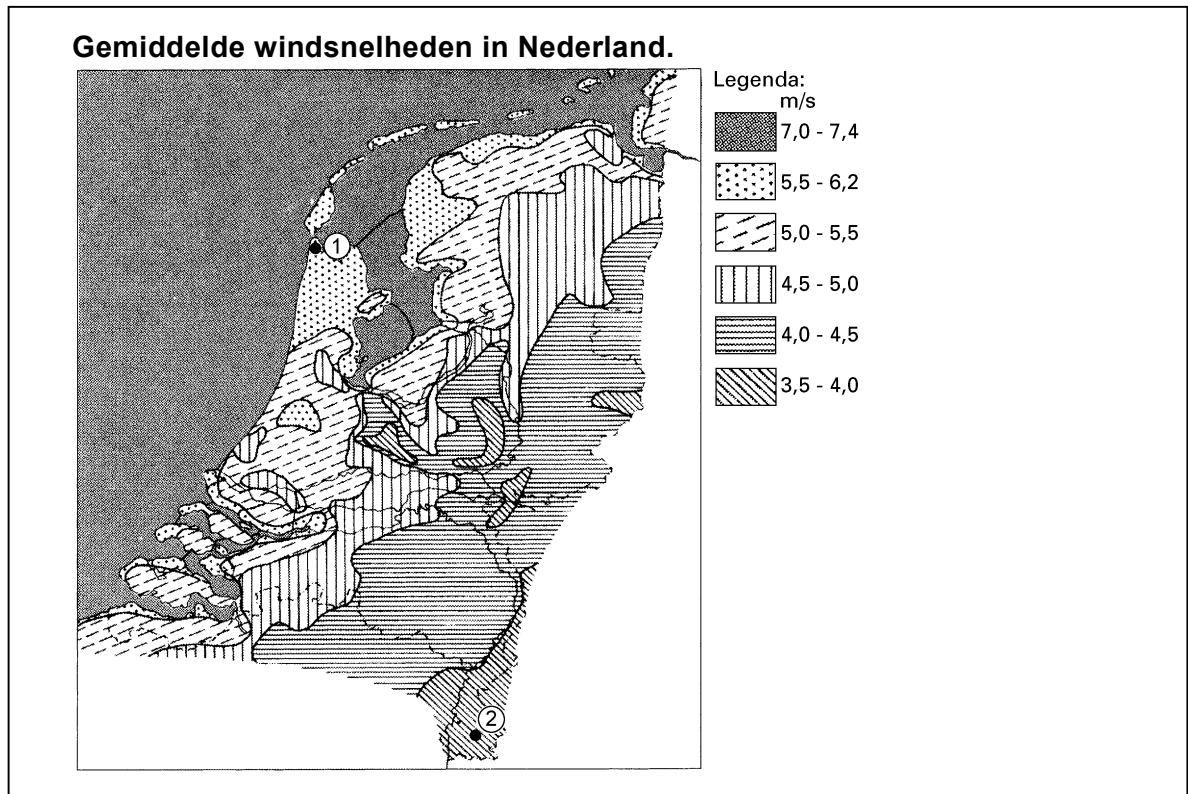 Gemiddelde windsnelheden in Nederland.
Legenda:
m/s
7,0 - 7,4
5,5 - 6,2
5,0 - 5,5
4,5 - 5,0
4,0 - 4,5
3,5 - 4,0
1
2